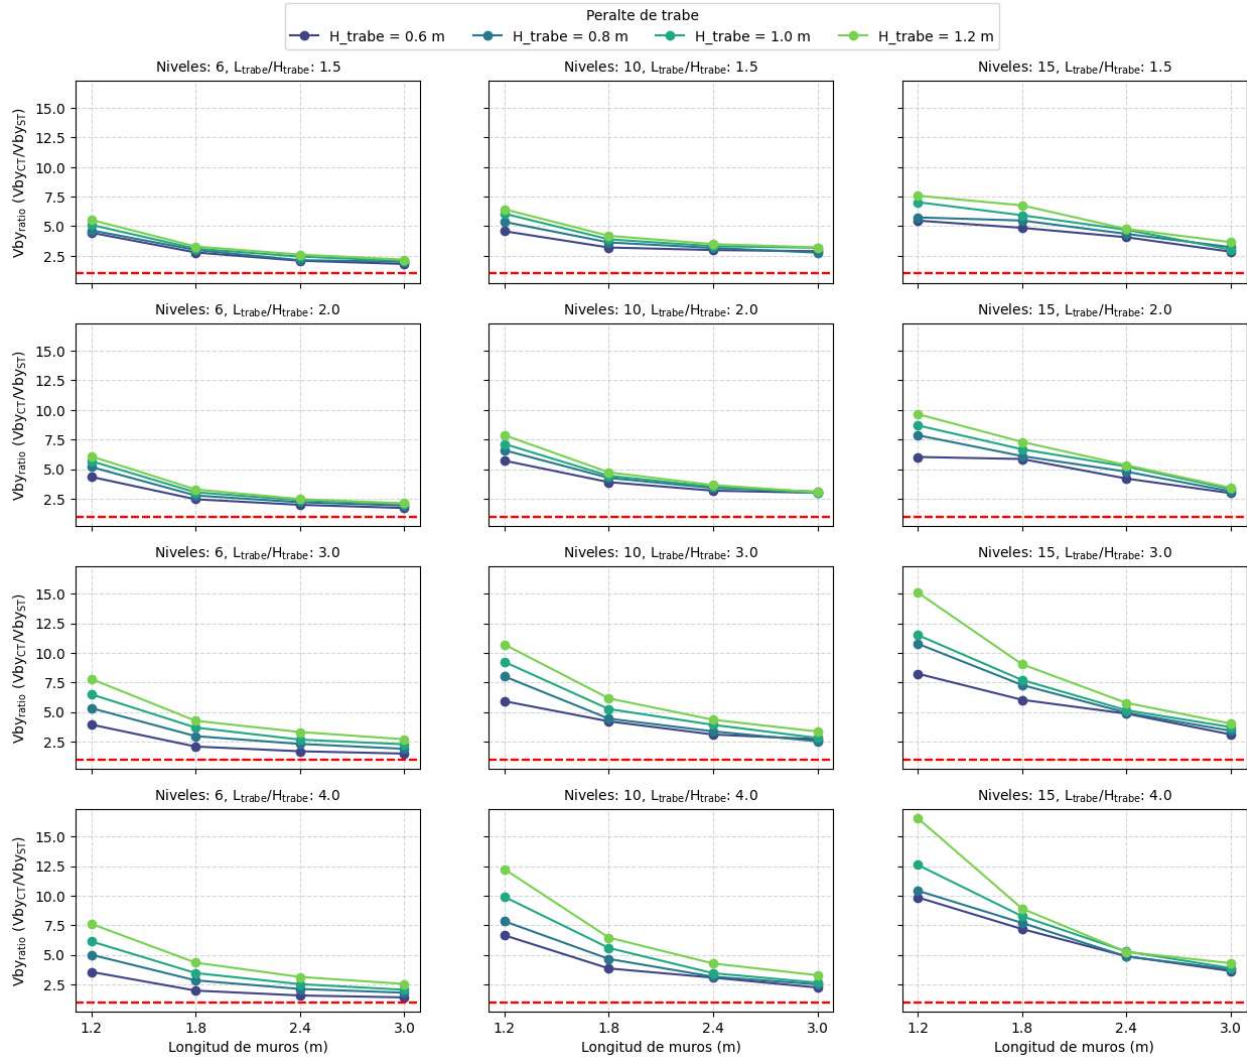 Peralte de trabe
H_trabe = 0.6 m H_trabe = 0.8 m H_trabe = 1.0 m H_trabe = 1.2 m
Niveles: 6, Ltrabe/Htrabe: 1.5 Niveles: 10, Ltrabe/Htrabe: 1.5 Niveles: 15, Ltrabe/Htrabe: 1.5
Vbyratio (VbyCT/VbyST)
15.0
12.5
10.0
7.5
5.0
2.5
Niveles: 6, Ltrabe/Htrabe: 2.0 Niveles: 10, Ltrabe/Htrabe: 2.0 Niveles: 15, Ltrabe/Htrabe: 2.0
Vbyratio (VbyCT/VbyST)
15.0
12.5
10.0
7.5
5.0
2.5
Niveles: 6, Ltrabe/Htrabe: 3.0 Niveles: 10, Ltrabe/Htrabe: 3.0 Niveles: 15, Ltrabe/Htrabe: 3.0
Vbyratio (VbyCT/VbyST)
15.0
12.5
10.0
7.5
5.0
2.5
Niveles: 6, Ltrabe/Htrabe: 4.0 Niveles: 10, Ltrabe/Htrabe: 4.0 Niveles: 15, Ltrabe/Htrabe: 4.0
Vbyratio (VbyCT/VbyST)
15.0
12.5
10.0
7.5
5.0
2.5
1.2 1.8 2.4 3.0 1.2 1.8 2.4 3.0 1.2 1.8 2.4 3.0
Longitud de muros (m) Longitud de muros (m) Longitud de muros (m)